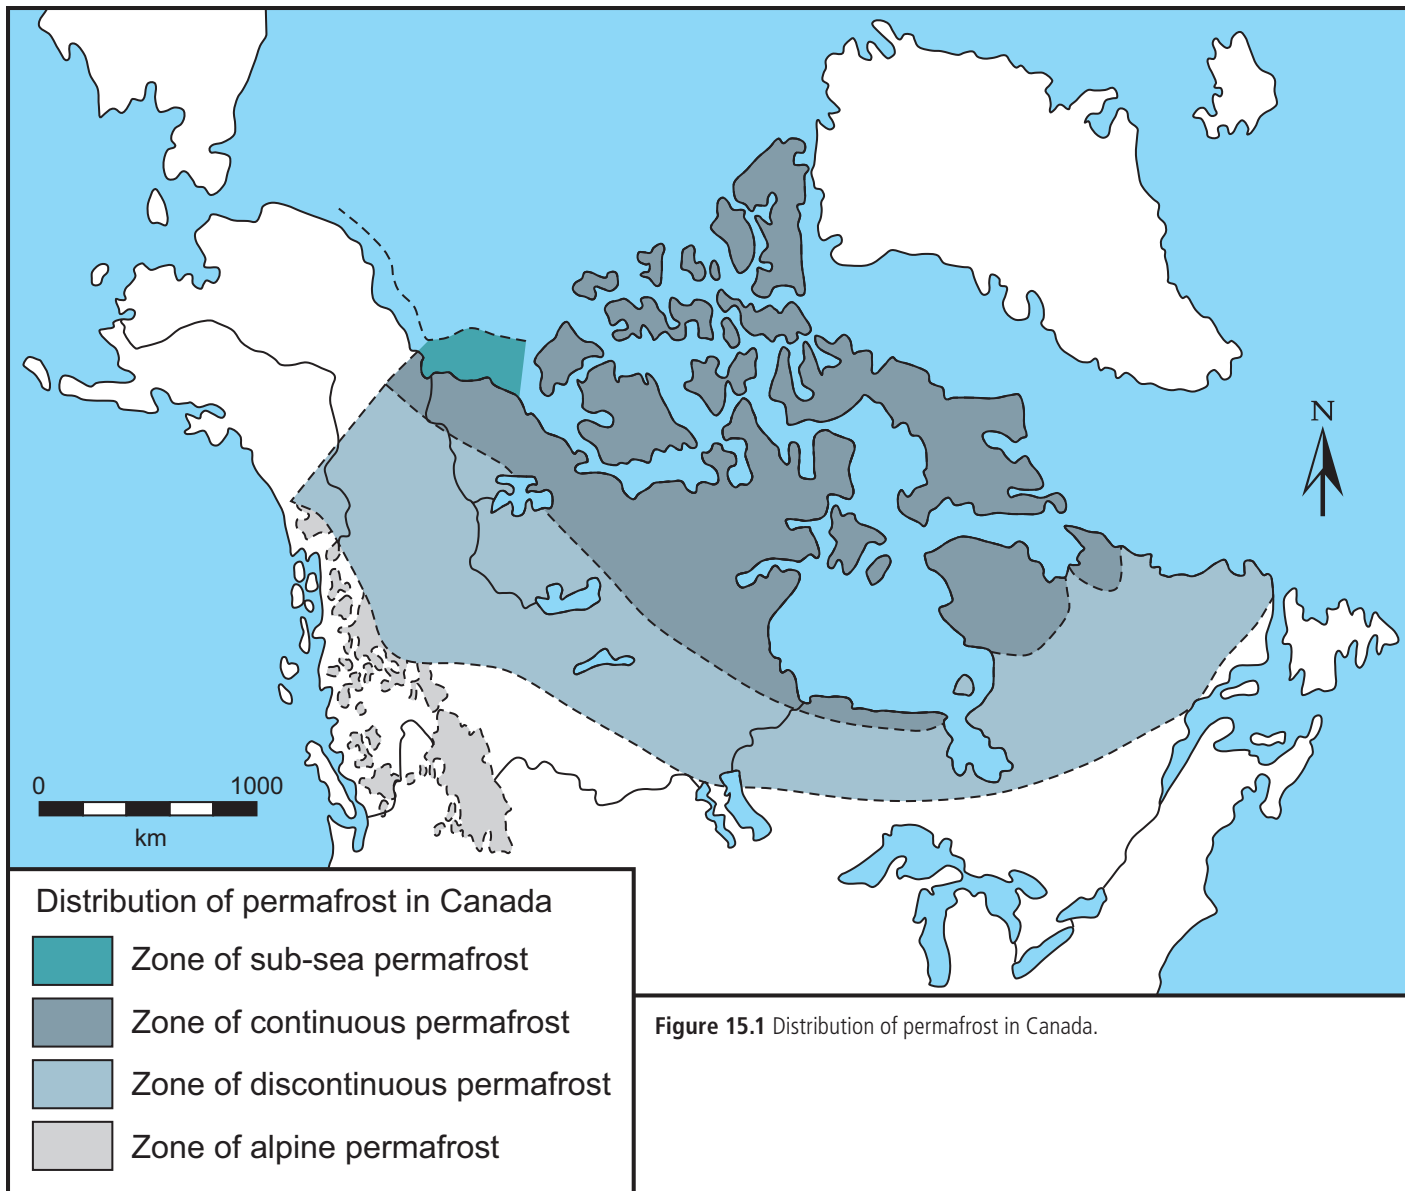 N
0 1000
km
Distribution of permafrost in Canada
Zone of sub-sea permafrost
Zone of continuous permafrost
Zone of discontinuous permafrost
Zone of alpine permafrost
Figure 15.1 Distribution of permafrost in Canada.